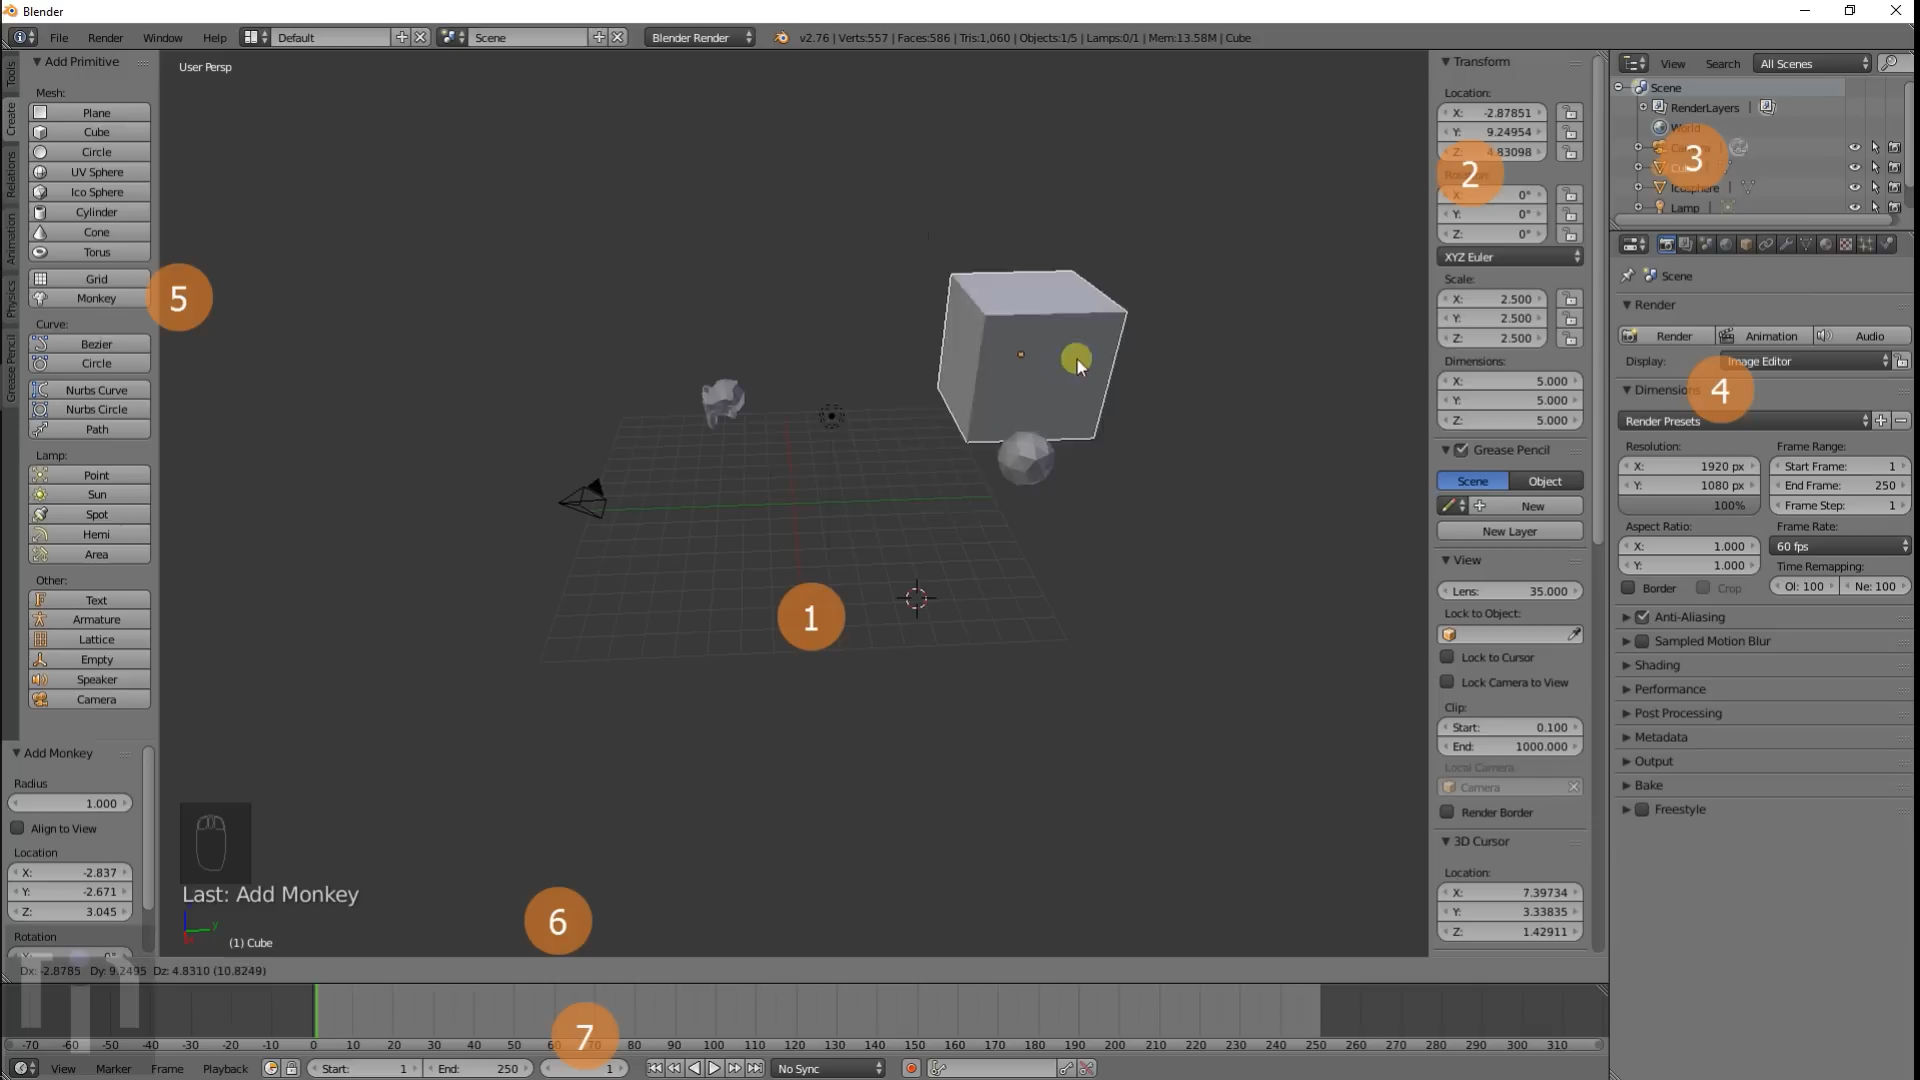 Blender
File Render Window Help Default Scene Blender Render v2.76 | Verts:557 | Faces:586 | Tris:1,060 | Objects:1/5 | Lamps:0/1 | Mem:13.58M | Cube
Tools
Create
Relations
Animation
Physics
Grease Pencil
Add Primitive
Mesh:
Plane
Cube
Circle
UV Sphere
Ico Sphere
Cylinder
Cone
Torus
Grid
Monkey
5
Curve:
Bezier
Circle
Nurbs Curve
Nurbs Circle
Path
Lamp:
Point
Sun
Spot
Hemi
Area
Other:
Text
Armature
Lattice
Empty
Speaker
Camera
Add Monkey
Radius
1.000
Align to View
Location
X: -2.837
Y: -2.671
Z: 3.045
Rotation
User Persp
1
Last: Add Monkey
(1) Cube
6
Dx: -2.8785 Dy: 9.2495 Dz: 4.8310 (10.8249)
Transform
Location:
X: -2.87851
Y: 9.24954
Z: 4.83098
2
X: 0°
Y: 0°
Z: 0°
XYZ Euler
Scale:
X: 2.500
Y: 2.500
Z: 2.500
Dimensions:
X: 5.000
Y: 5.000
Z: 5.000
Grease Pencil
Scene Object
New
New Layer
View
Lens: 35.000
Lock to Object:
Lock to Cursor
Lock Camera to View
Clip:
Start: 0.100
End: 1000.000
Local Camera:
Camera
Render Border
3D Cursor
Location:
X: 7.39734
Y: 3.33835
Z: 1.42911
View Search All Scenes
Scene
RenderLayers
World
3
Icosphere
Lamp
Scene
Render
Render Animation Audio
Display: Image Editor
Dimensions
4
Render Presets
Resolution: Frame Range:
X: 1920 px Start Frame: 1
Y: 1080 px End Frame: 250
100% Frame Step: 1
Aspect Ratio: Frame Rate:
X: 1.000 60 fps
Y: 1.000 Time Remapping:
Border Crop Ol: 100 Ne: 100
Anti-Aliasing
Sampled Motion Blur
Shading
Performance
Post Processing
Metadata
Output
Bake
Freestyle
7
-70 -60 -50 -40 -30 -20 -10 0 10 20 30 40 50 60 70 80 90 100 110 120 130 140 150 160 170 180 190 200 210 220 230 240 250 260 270 280 290 300 310
View Marker Frame Playback Start: 1 End: 250 1 No Sync